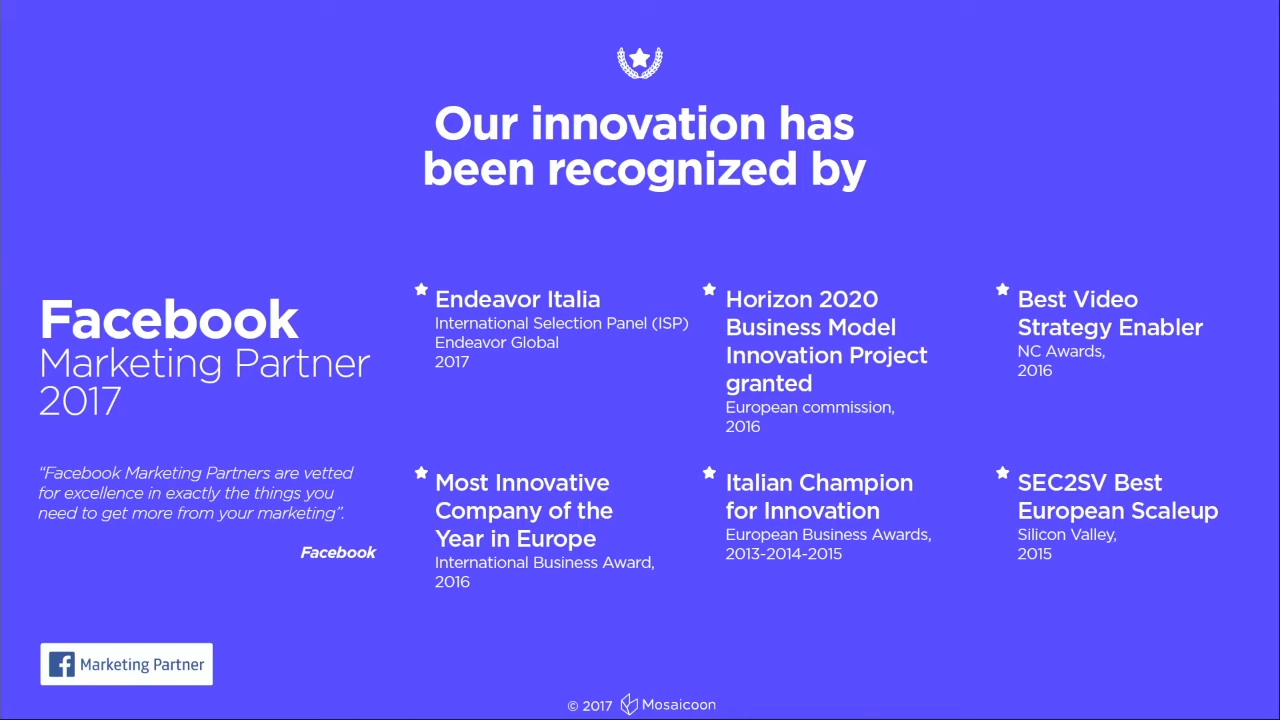 Our innovation has
been recognized by
Facebook
Marketing Partner
2017
“Facebook Marketing Partners are vetted
for excellence in exactly the things you
need to get more from your marketing”.
Facebook
Marketing Partner
Endeavor Italia
International Selection Panel (ISP)
Endeavor Global
2017
Horizon 2020
Business Model
Innovation Project
granted
European commission,
2016
Best Video
Strategy Enabler
NC Awards,
2016
Most Innovative
Company of the
Year in Europe
International Business Award,
2016
Italian Champion
for Innovation
European Business Awards,
2013-2014-2015
SEC2SV Best
European Scaleup
Silicon Valley,
2015
© 2017 Mosaicoon